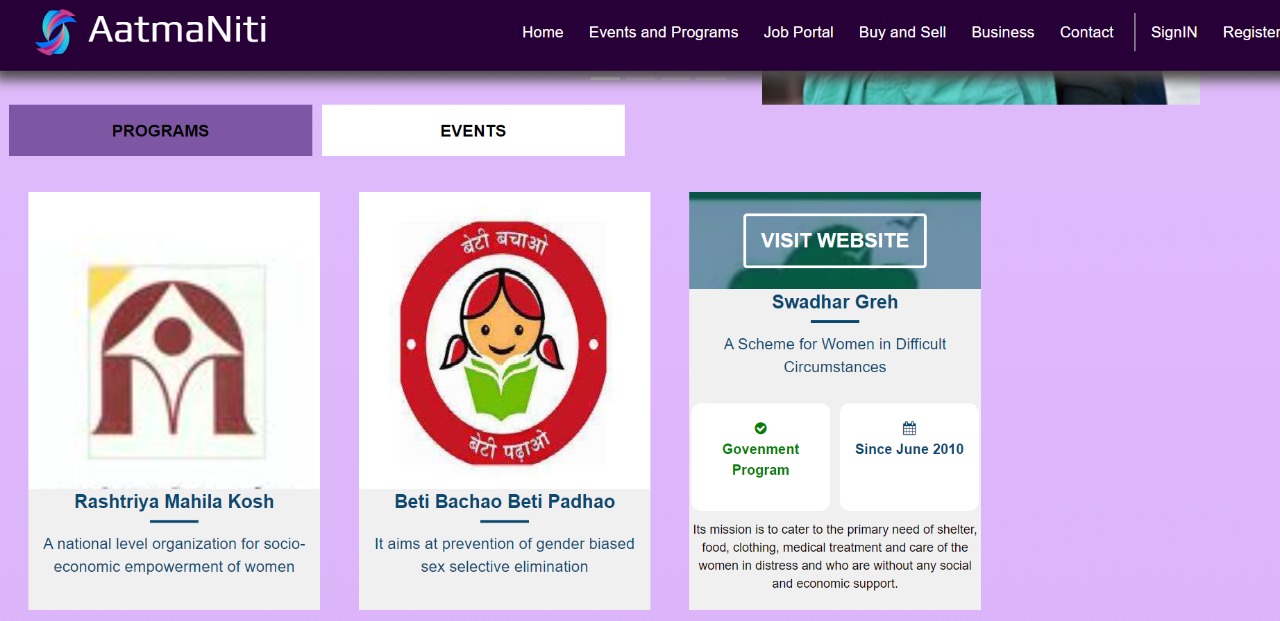 AatmaNiti
Home Events and Programs Job Portal Buy and Sell Business Contact SignIN Register
PROGRAMS EVENTS
Rashtriya Mahila Kosh
A national level organization for socio-
economic empowerment of women
बेटी बचाओ
बेटी पढ़ाओ
Beti Bachao Beti Padhao
It aims at prevention of gender biased
sex selective elimination
VISIT WEBSITE
Swadhar Greh
A Scheme for Women in Difficult
Circumstances
Govenment
Program
Since June 2010
Its mission is to cater to the primary need of shelter,
food, clothing, medical treatment and care of the
women in distress and who are without any social
and economic support.